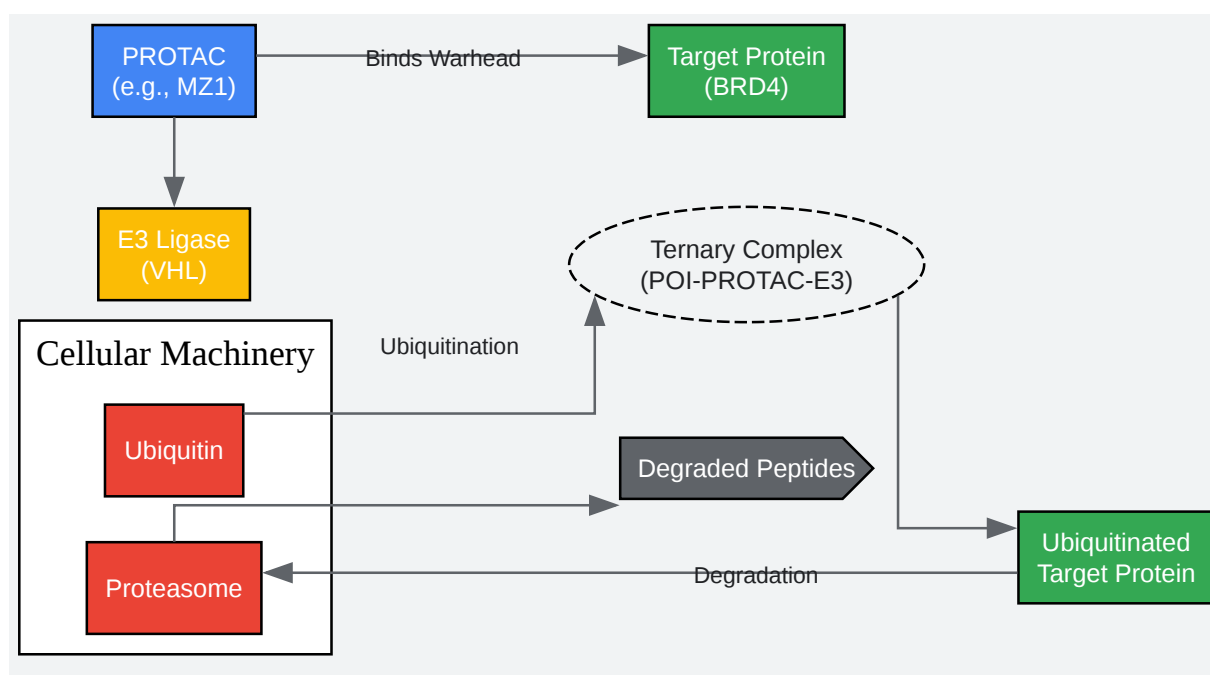 PROTAC
(e.g., MZ1)
Binds Warhead
Target Protein
(BRD4)
E3 Ligase
(VHL)
Ternary Complex
(POI-PROTAC-E3)
Cellular Machinery
Ubiquitination
Ubiquitin
Degraded Peptides
Proteasome
Degradation
Ubiquitinated
Target Protein